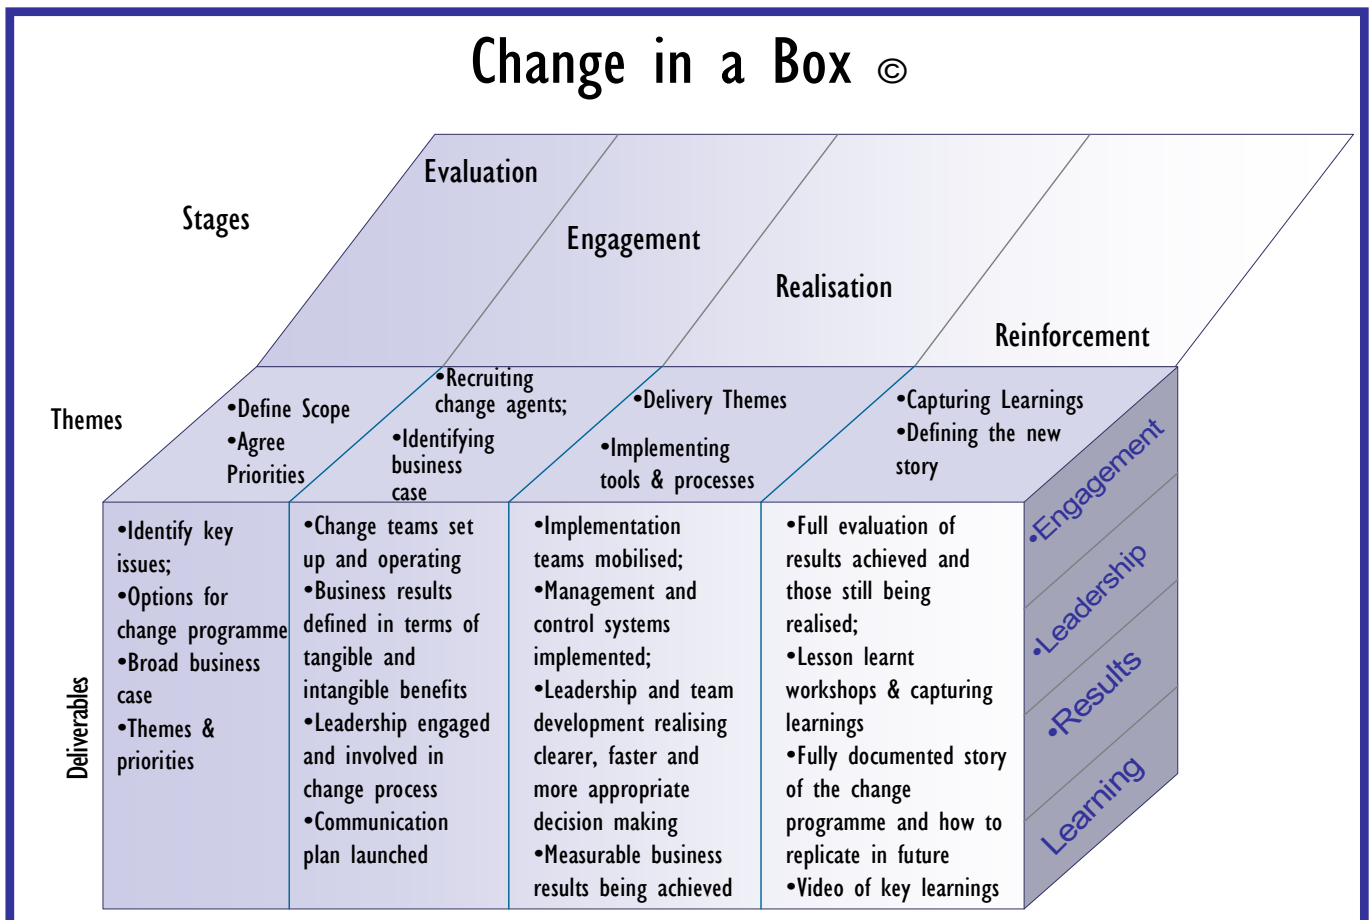 Change in a Box ©
Stages
Evaluation
Engagement
Realisation
Reinforcement
Themes
•Define Scope
•Agree
Priorities
•Recruiting
change agents;
•Identifying
business
case
•Delivery Themes
•Implementing
tools & processes
•Capturing Learnings
•Defining the new
story
Deliverables
•Identify key
issues;
•Options for
change programme
•Broad business
case
•Themes &
priorities
•Change teams set
up and operating
•Business results
defined in terms of
tangible and
intangible benefits
•Leadership engaged
and involved in
change process
•Communication
plan launched
•Implementation
teams mobilised;
•Management and
control systems
implemented;
•Leadership and team
development realising
clearer, faster and
more appropriate
decision making
•Measurable business
results being achieved
•Full evaluation of
results achieved and
those still being
realised;
•Lesson learnt
workshops & capturing
learnings
•Fully documented story
of the change
programme and how to
replicate in future
•Video of key learnings
•Engagement
•Leadership
•Results
Learning